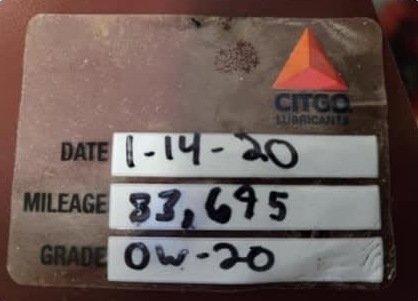 CITGO
LUBRICANTS
DATE 1-14-20
MILEAGE 83,695
GRADE 0W-20